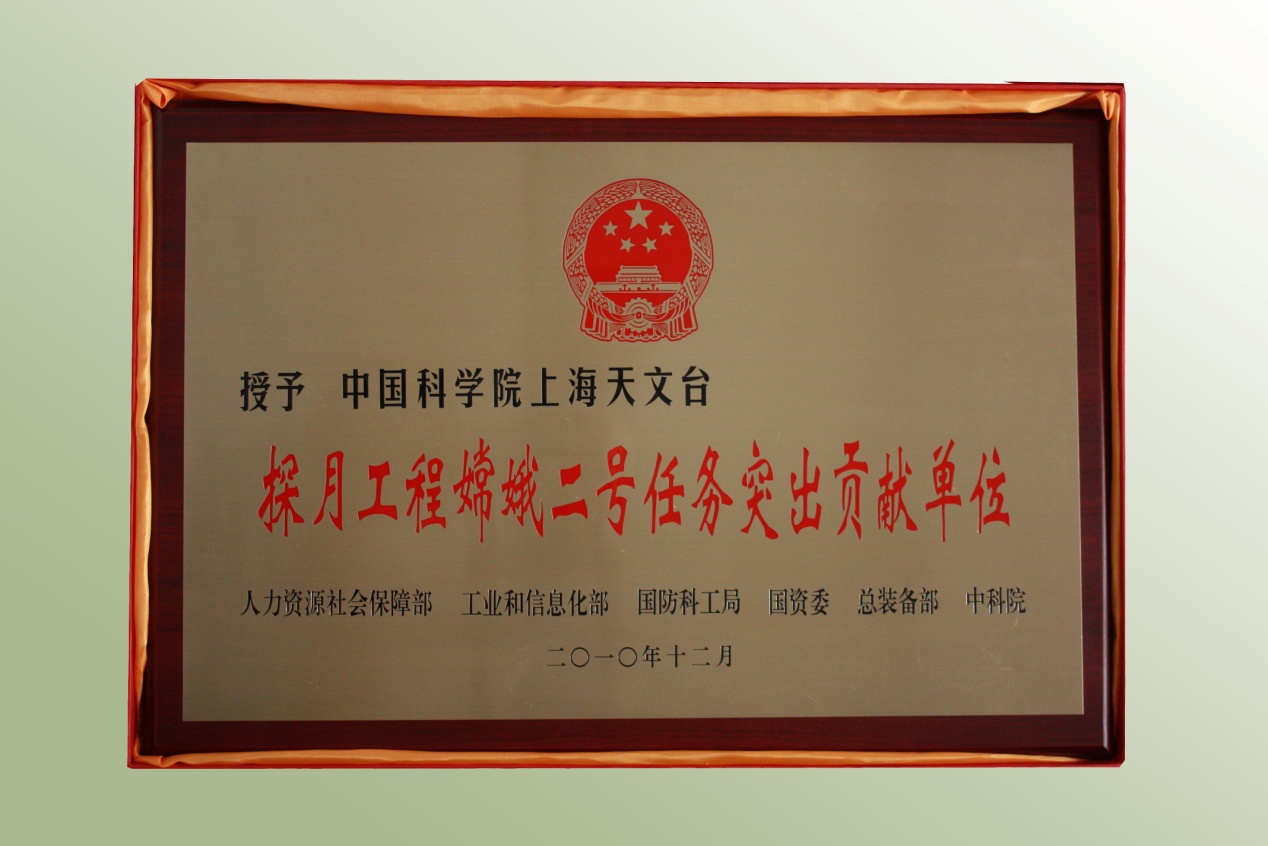 授予 中国科学院上海天文台
探月工程嫦娥二号任务突出贡献单位
人力资源社会保障部 工业和信息化部 国防科工局 国资委 总装备部 中科院
二〇一〇年十二月